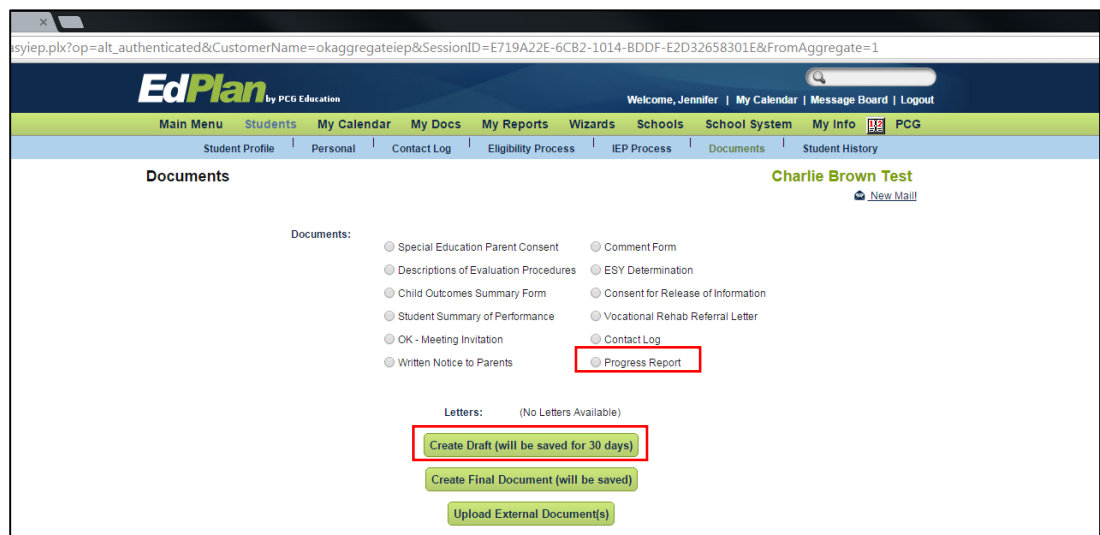 asyiep.plx?op=alt_authenticated&CustomerName=okaggregateiep&SessionID=E719A22E-6CB2-1014-BDDF-E2D32658301E&FromAggregate=1
EdPlan by PCG Education
Welcome, Jennifer | My Calendar | Message Board | Logout
Main Menu Students My Calendar My Docs My Reports Wizards Schools School System My Info PCG
Student Profile | Personal | Contact Log | Eligibility Process | IEP Process | Documents | Student History
Documents Charlie Brown Test
New Mail!
Documents:
Special Education Parent Consent Comment Form
Descriptions of Evaluation Procedures ESY Determination
Child Outcomes Summary Form Consent for Release of Information
Student Summary of Performance Vocational Rehab Referral Letter
OK - Meeting Invitation Contact Log
Written Notice to Parents Progress Report
Letters: (No Letters Available)
Create Draft (will be saved for 30 days)
Create Final Document (will be saved)
Upload External Document(s)